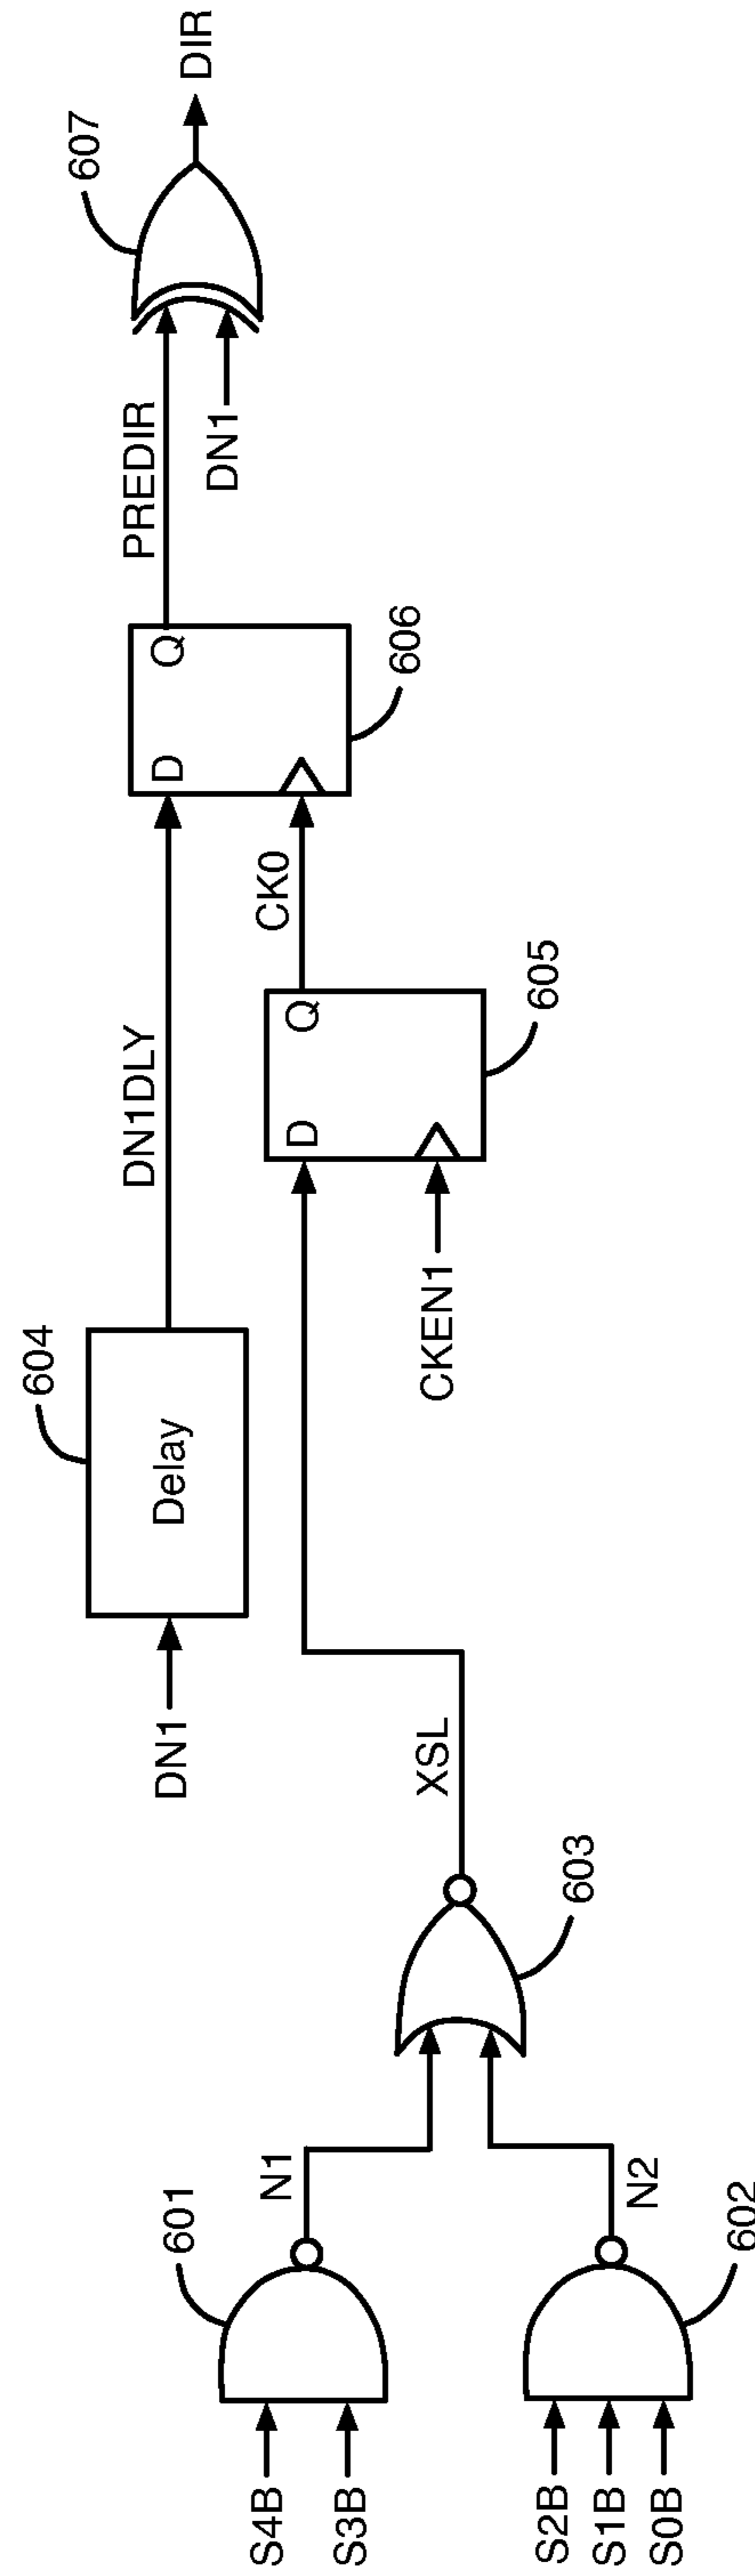 S4B
S3B
601
N1
S2B
S1B
S0B
602
N2
603
XSL
DN1
Delay
604
DN1DLY
CKEN1
D
Q
605
CK0
D
Q
606
PREDIR
DN1
607
DIR